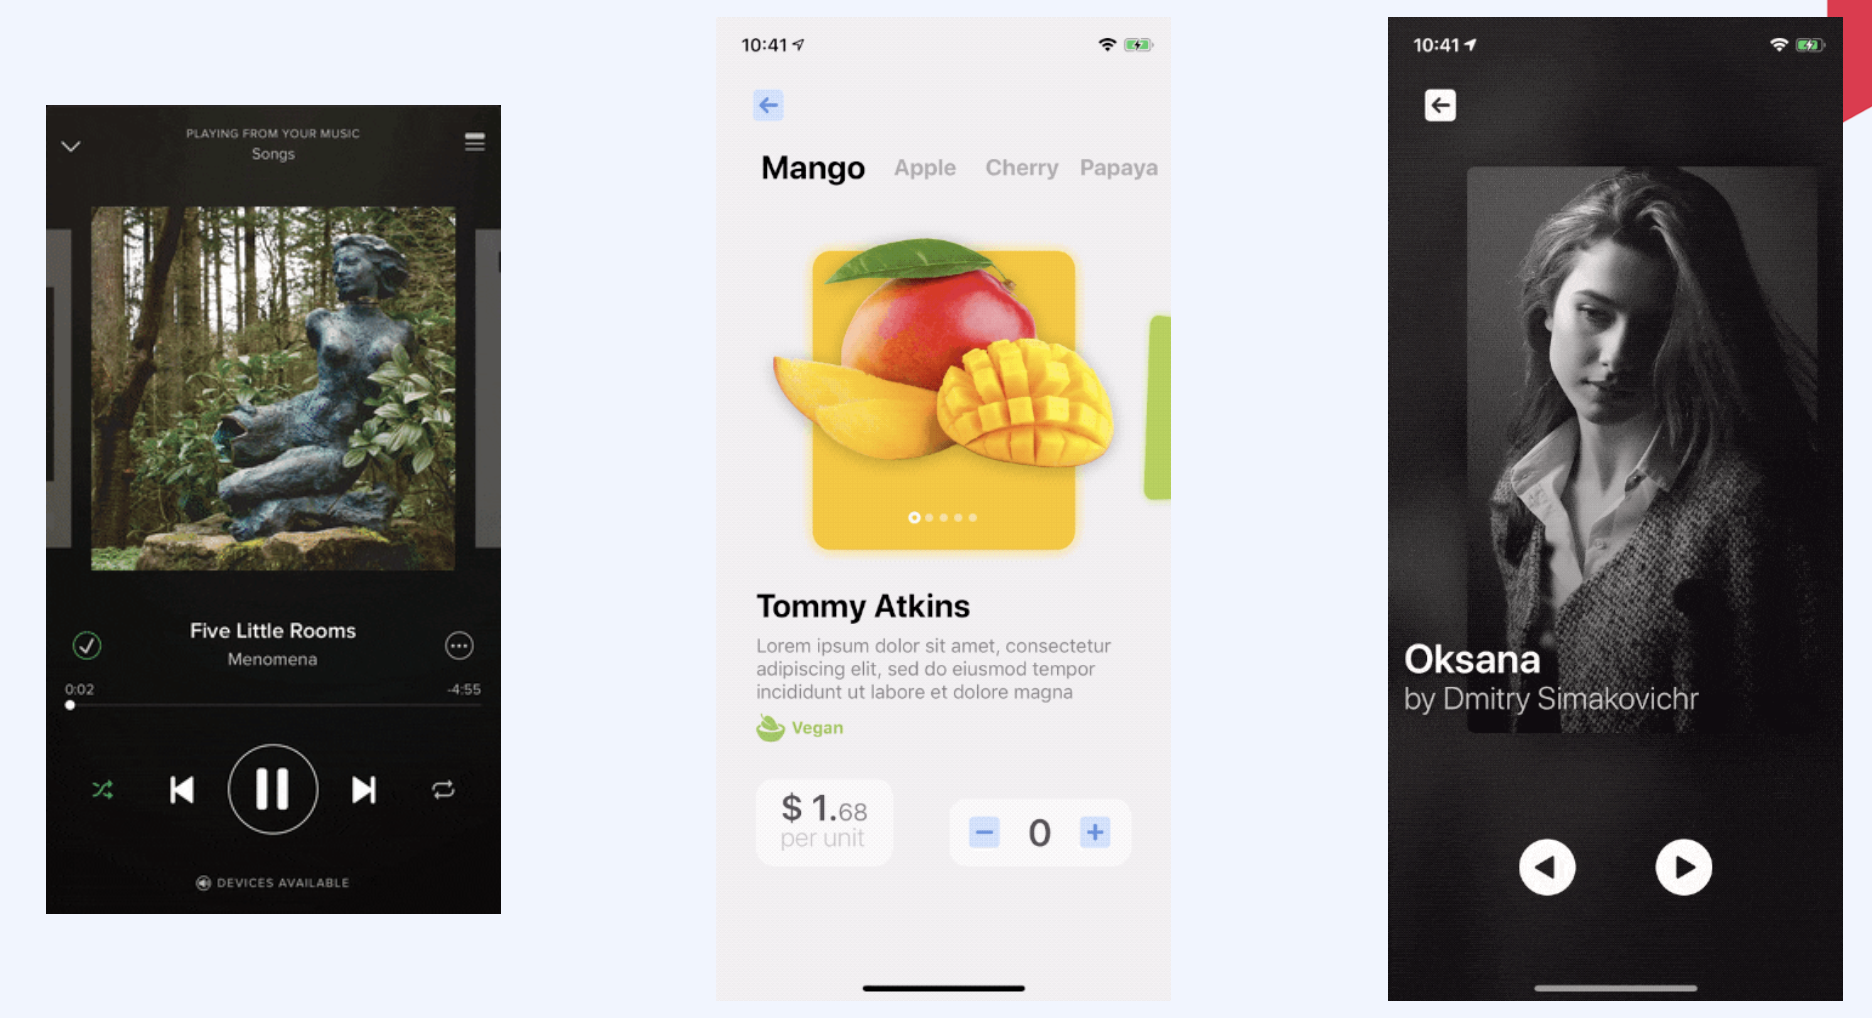 PLAYING FROM YOUR MUSIC
Songs
Five Little Rooms
Menomena
0:02
-4:55
DEVICES AVAILABLE
10:41
Mango Apple Cherry Papaya
Tommy Atkins
Lorem ipsum dolor sit amet, consectetur
adipiscing elit, sed do eiusmod tempor
incididunt ut labore et dolore magna
Vegan
$ 1.68
per unit
0
10:41
Oksana
by Dmitry Simakovichr